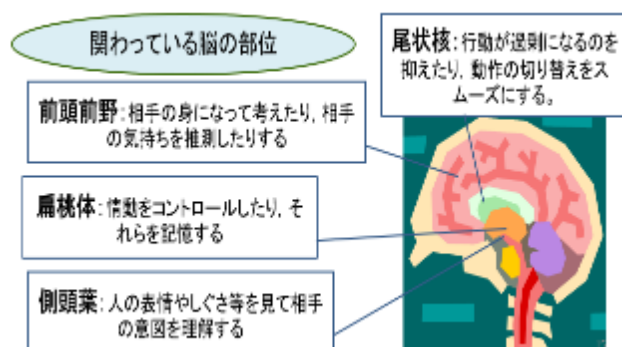 関わっている脳の部位
尾状核：行動が過剰になるのを
抑えたり，動作の切り替えをス
ムーズにする。
前頭前野：相手の身になって考えたり，相手
の気持ちを推測したりする
扁桃体：情動をコントロールしたり，そ
れらを記憶する
側頭葉：人の表情やしぐさ等を見て相手
の意図を理解する